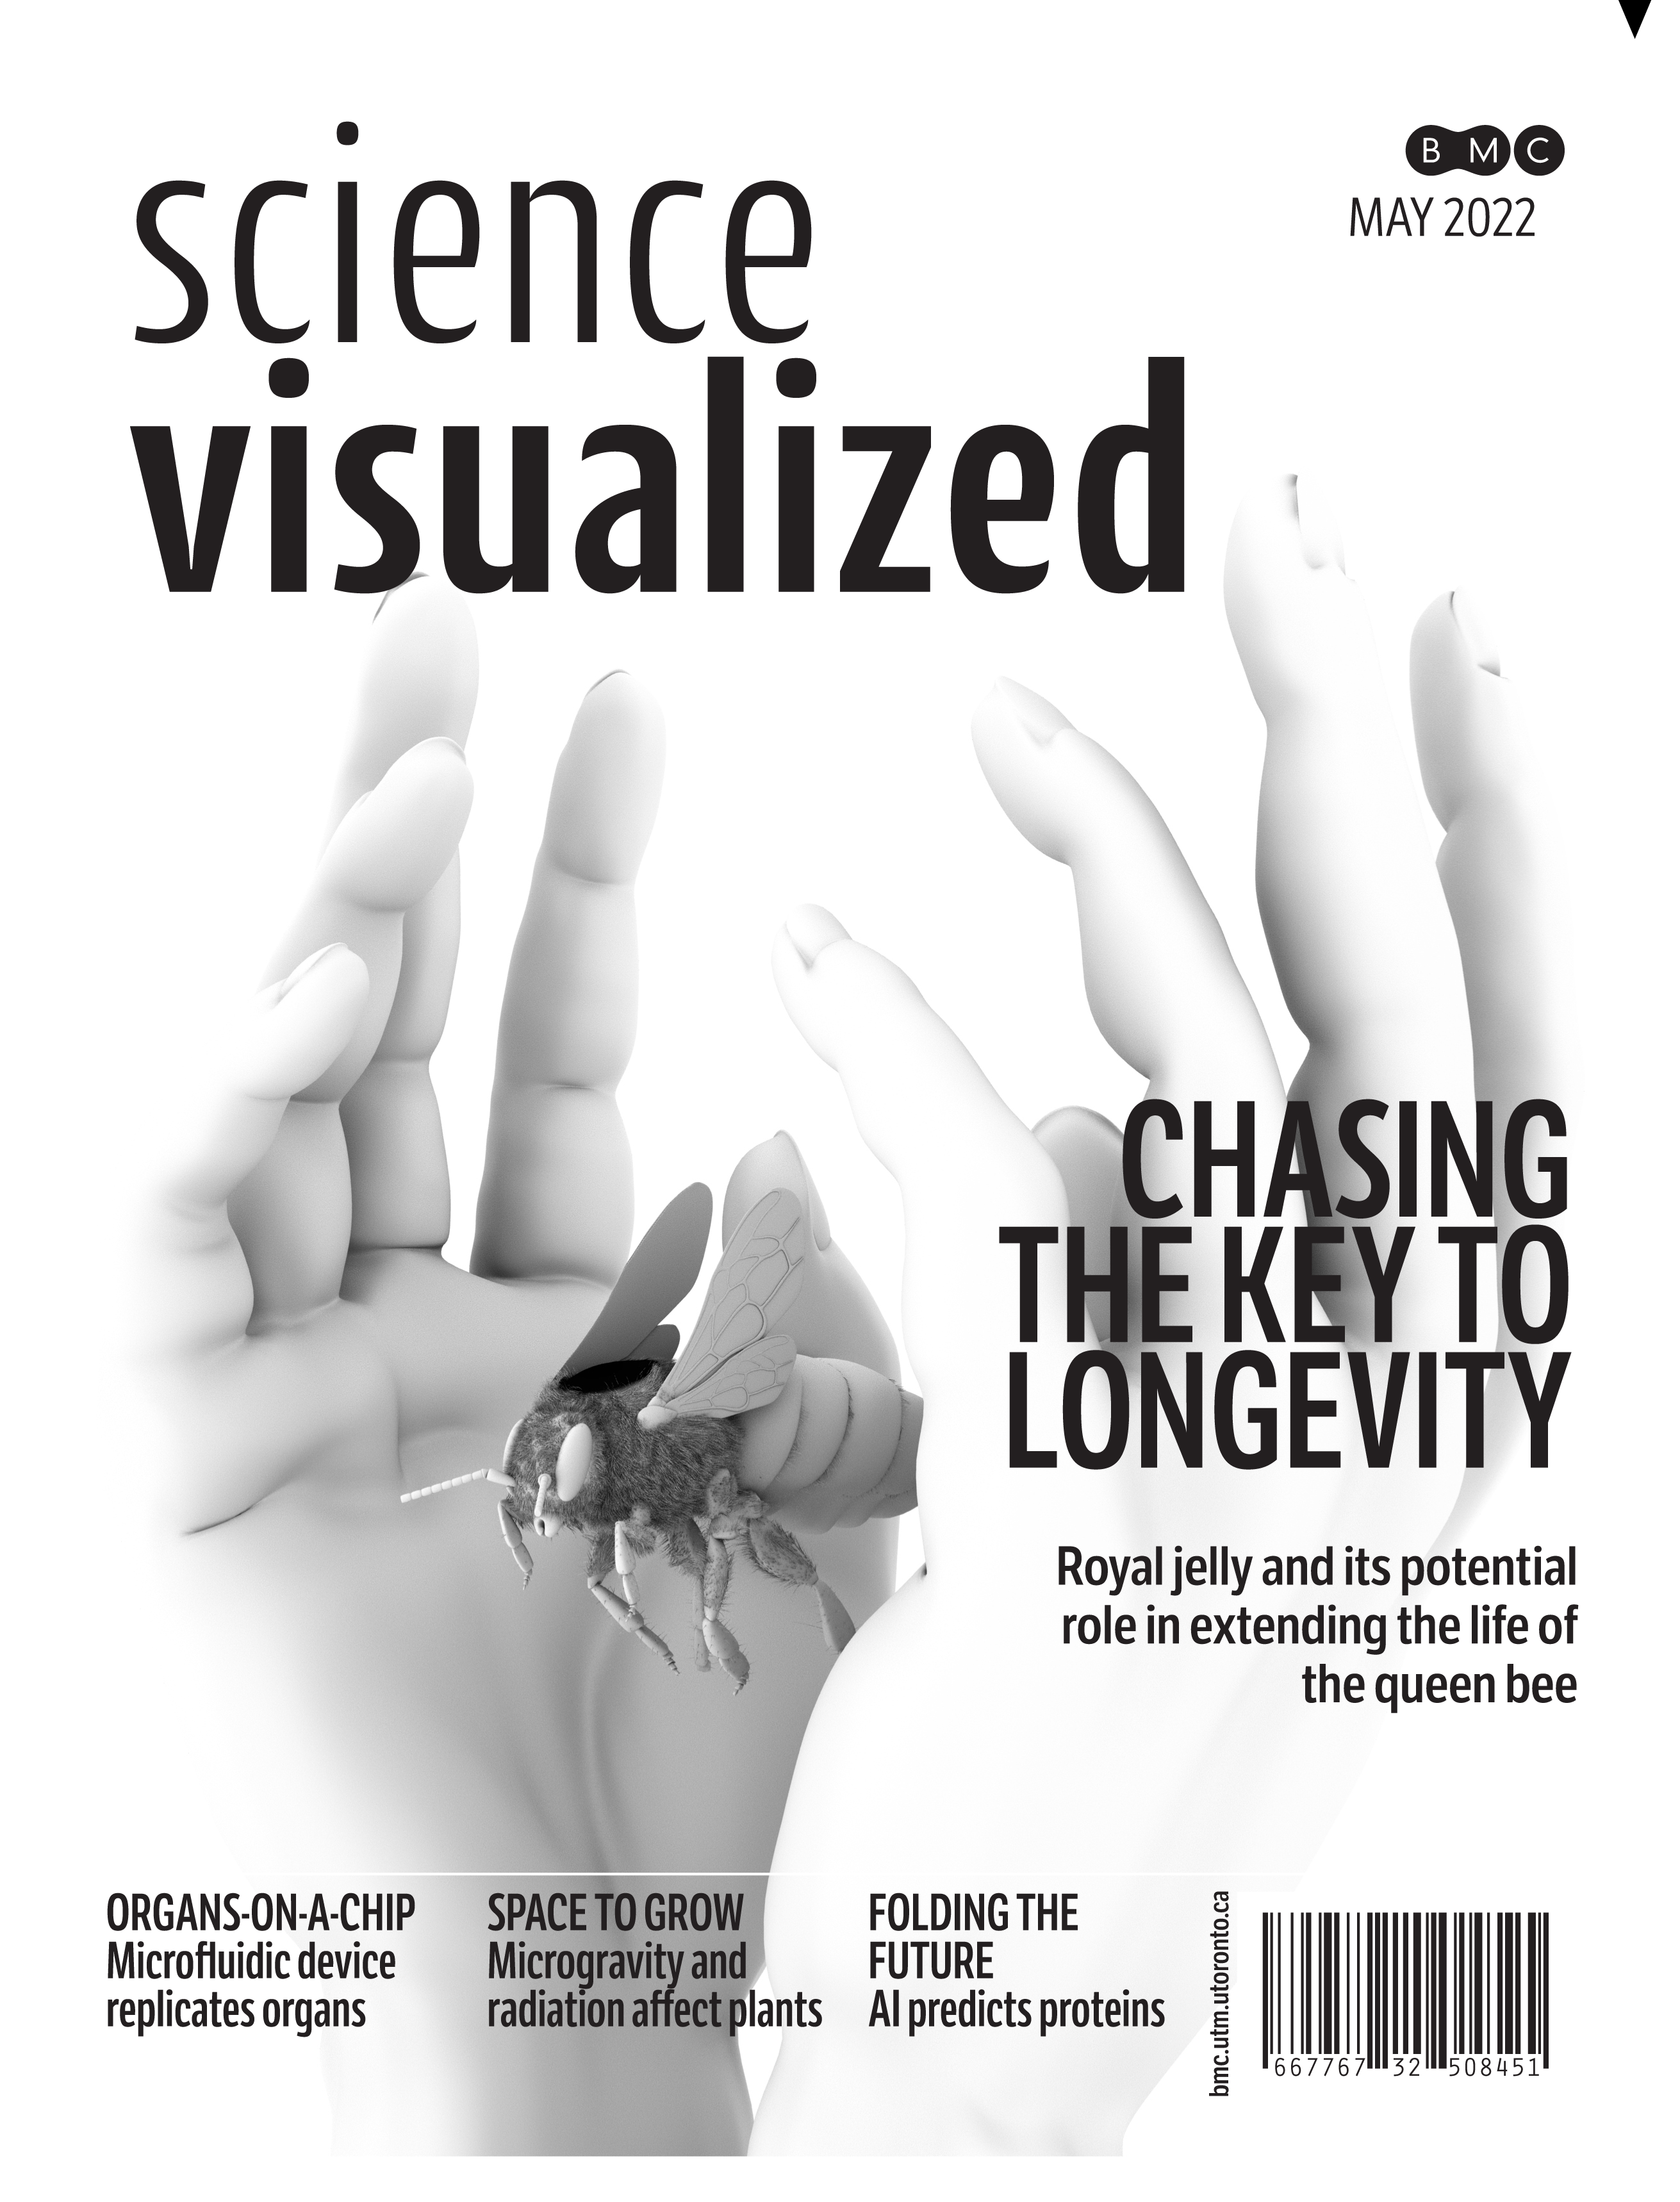 science
BMC
MAY 2022
visualized
CHASING
THE KEY TO
LONGEVITY
Royal jelly and its potential
role in extending the life of
the queen bee
ORGANS-ON-A-CHIP
Microfluidic device
replicates organs
SPACE TO GROW
Microgravity and
radiation affect plants
FOLDING THE
FUTURE
AI predicts proteins
bmc.utm.utoronto.ca
667767 32 508451